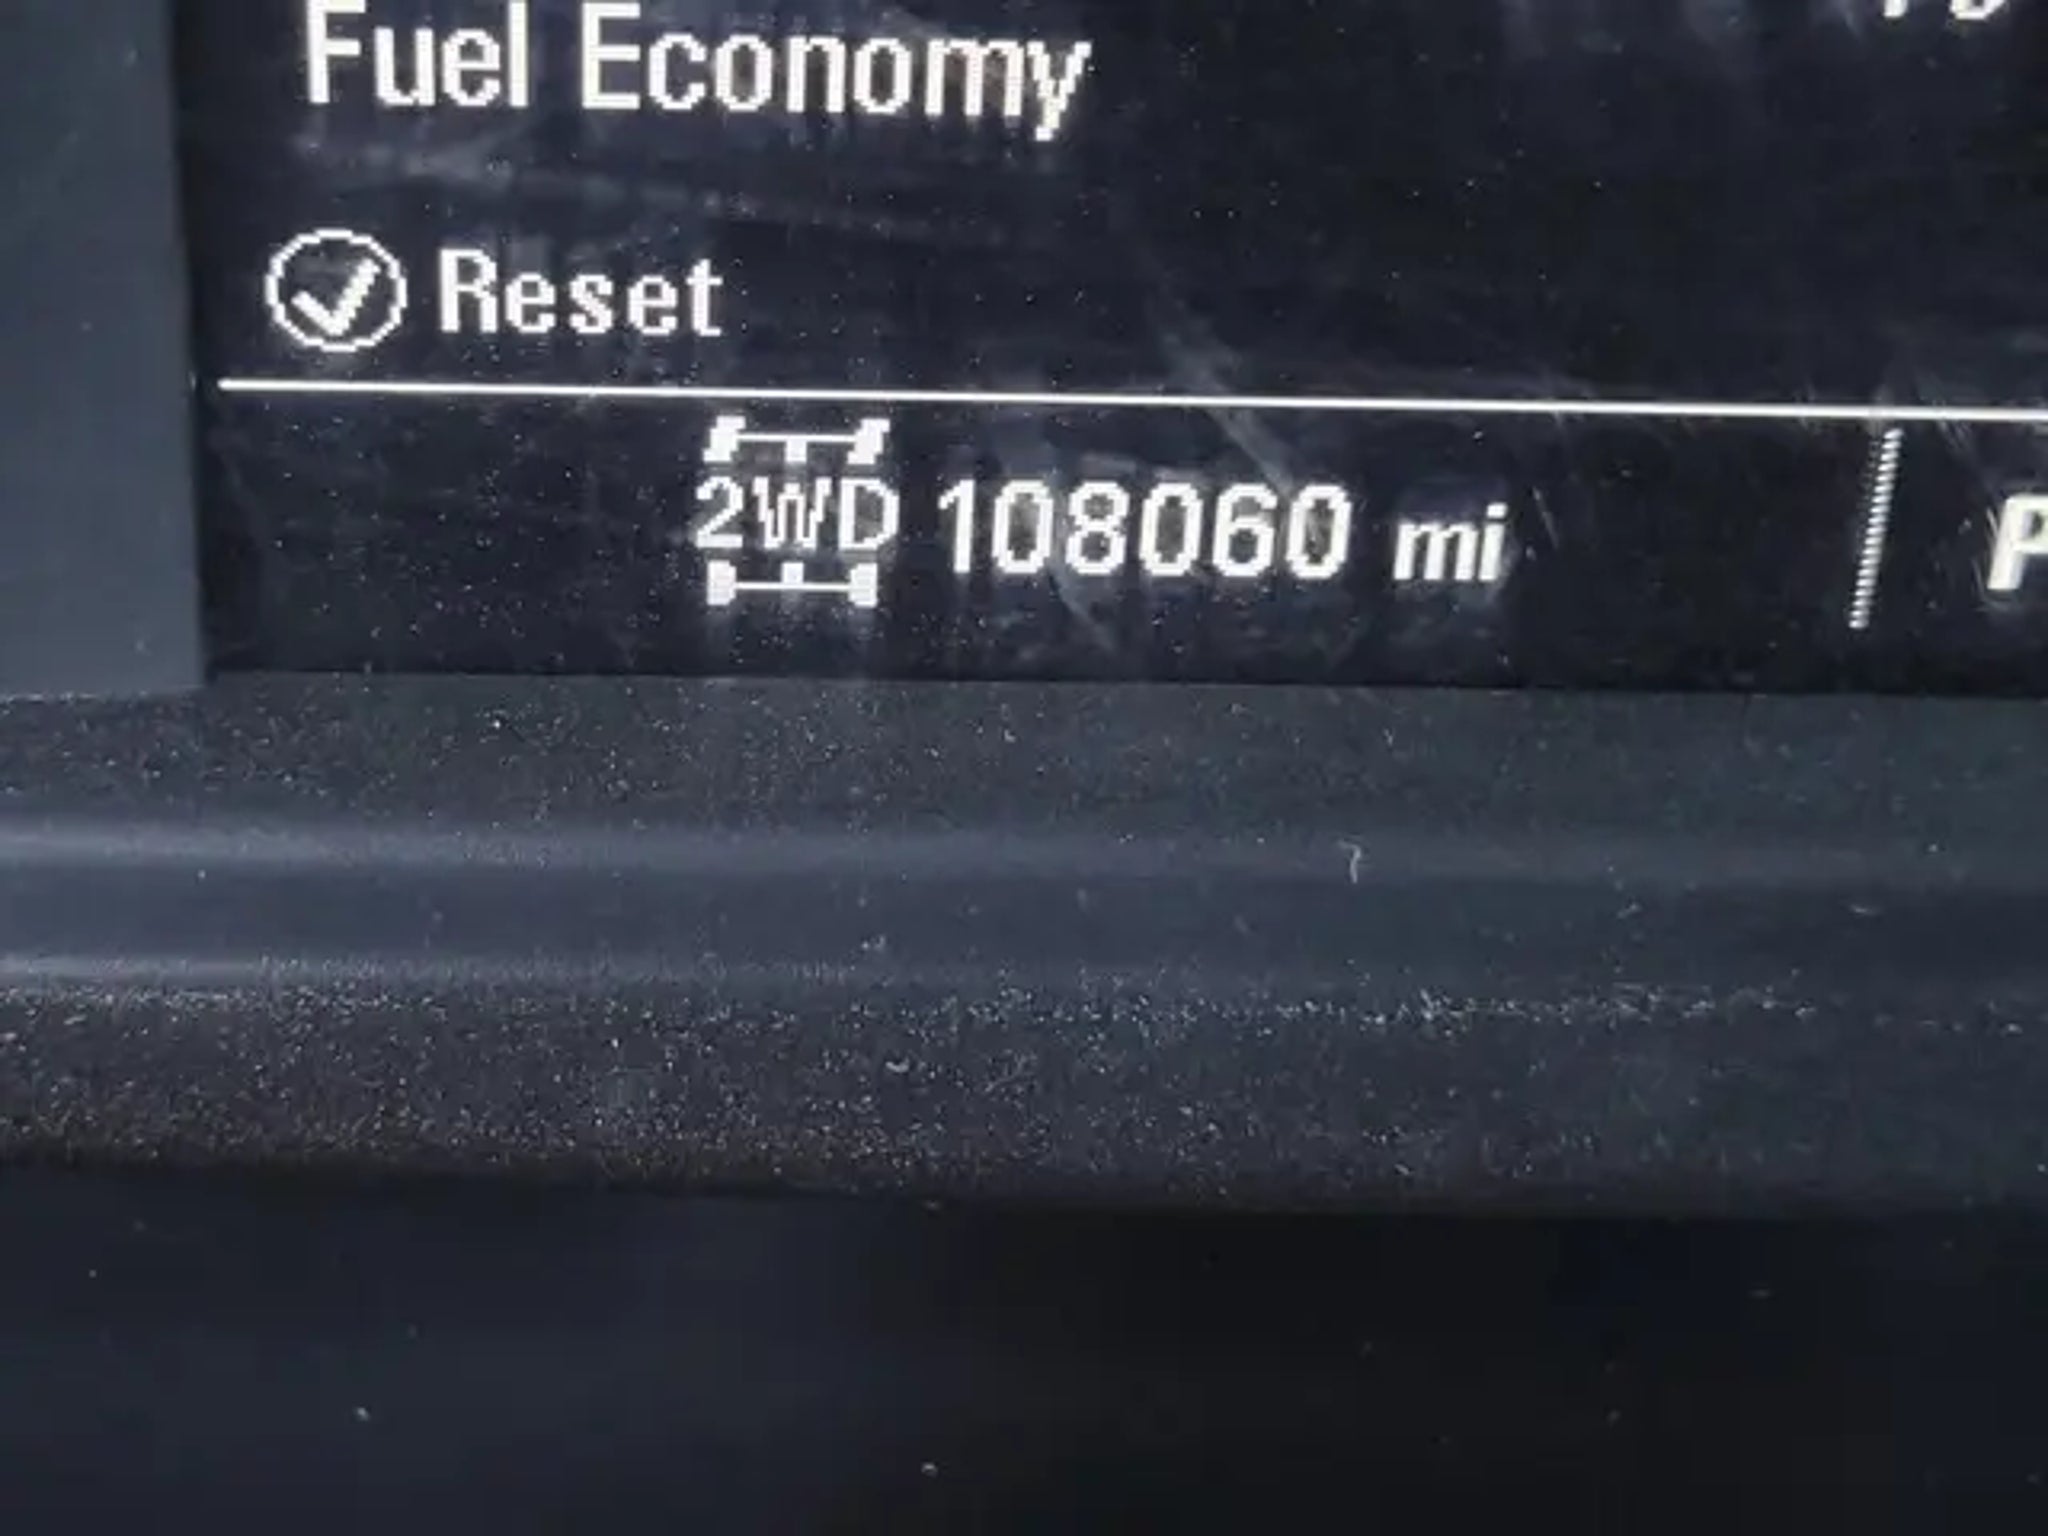 Fuel Economy
Reset
2WD 108060 mi P